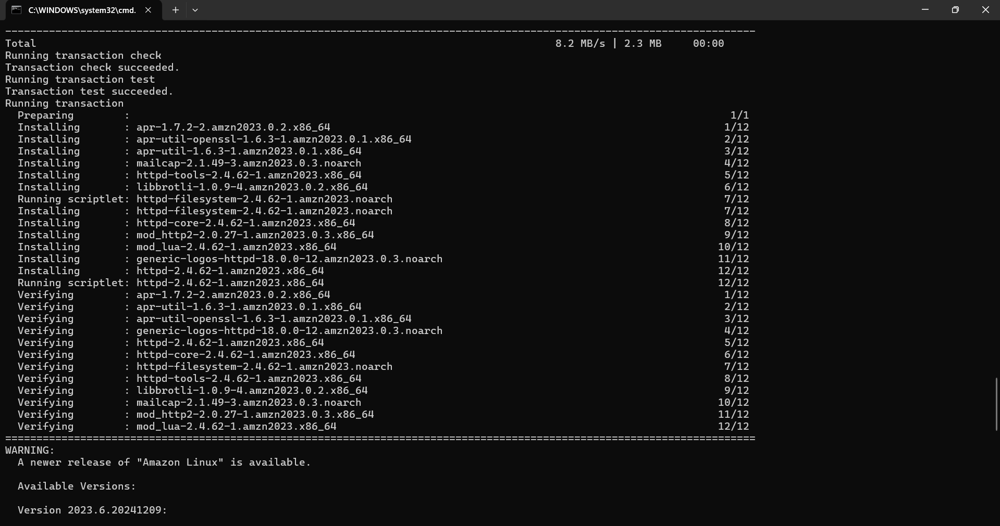 C:\WINDOWS\system32\cmd.
------------------------------------------------------------------------------------------------------------------------
Total                                                                                   8.2 MB/s | 2.3 MB     00:00
Running transaction check
Transaction check succeeded.
Running transaction test
Transaction test succeeded.
Running transaction
  Preparing        :                                                                                                1/1
  Installing       : apr-1.7.2-2.amzn2023.0.2.x86_64                                                               1/12
  Installing       : apr-util-openssl-1.6.3-1.amzn2023.0.1.x86_64                                                  2/12
  Installing       : apr-util-1.6.3-1.amzn2023.0.1.x86_64                                                          3/12
  Installing       : mailcap-2.1.49-3.amzn2023.0.3.noarch                                                          4/12
  Installing       : httpd-tools-2.4.62-1.amzn2023.x86_64                                                          5/12
  Installing       : libbrotli-1.0.9-4.amzn2023.0.2.x86_64                                                         6/12
  Running scriptlet: httpd-filesystem-2.4.62-1.amzn2023.noarch                                                     7/12
  Installing       : httpd-filesystem-2.4.62-1.amzn2023.noarch                                                     7/12
  Installing       : httpd-core-2.4.62-1.amzn2023.x86_64                                                           8/12
  Installing       : mod_http2-2.0.27-1.amzn2023.0.3.x86_64                                                        9/12
  Installing       : mod_lua-2.4.62-1.amzn2023.x86_64                                                             10/12
  Installing       : generic-logos-httpd-18.0.0-12.amzn2023.0.3.noarch                                            11/12
  Installing       : httpd-2.4.62-1.amzn2023.x86_64                                                               12/12
  Running scriptlet: httpd-2.4.62-1.amzn2023.x86_64                                                               12/12
  Verifying        : apr-1.7.2-2.amzn2023.0.2.x86_64                                                               1/12
  Verifying        : apr-util-1.6.3-1.amzn2023.0.1.x86_64                                                          2/12
  Verifying        : apr-util-openssl-1.6.3-1.amzn2023.0.1.x86_64                                                  3/12
  Verifying        : generic-logos-httpd-18.0.0-12.amzn2023.0.3.noarch                                             4/12
  Verifying        : httpd-2.4.62-1.amzn2023.x86_64                                                                5/12
  Verifying        : httpd-core-2.4.62-1.amzn2023.x86_64                                                           6/12
  Verifying        : httpd-filesystem-2.4.62-1.amzn2023.noarch                                                     7/12
  Verifying        : httpd-tools-2.4.62-1.amzn2023.x86_64                                                          8/12
  Verifying        : libbrotli-1.0.9-4.amzn2023.0.2.x86_64                                                         9/12
  Verifying        : mailcap-2.1.49-3.amzn2023.0.3.noarch                                                         10/12
  Verifying        : mod_http2-2.0.27-1.amzn2023.0.3.x86_64                                                       11/12
  Verifying        : mod_lua-2.4.62-1.amzn2023.x86_64                                                             12/12
========================================================================================================================
WARNING:
  A newer release of "Amazon Linux" is available.

  Available Versions:

  Version 2023.6.20241209: